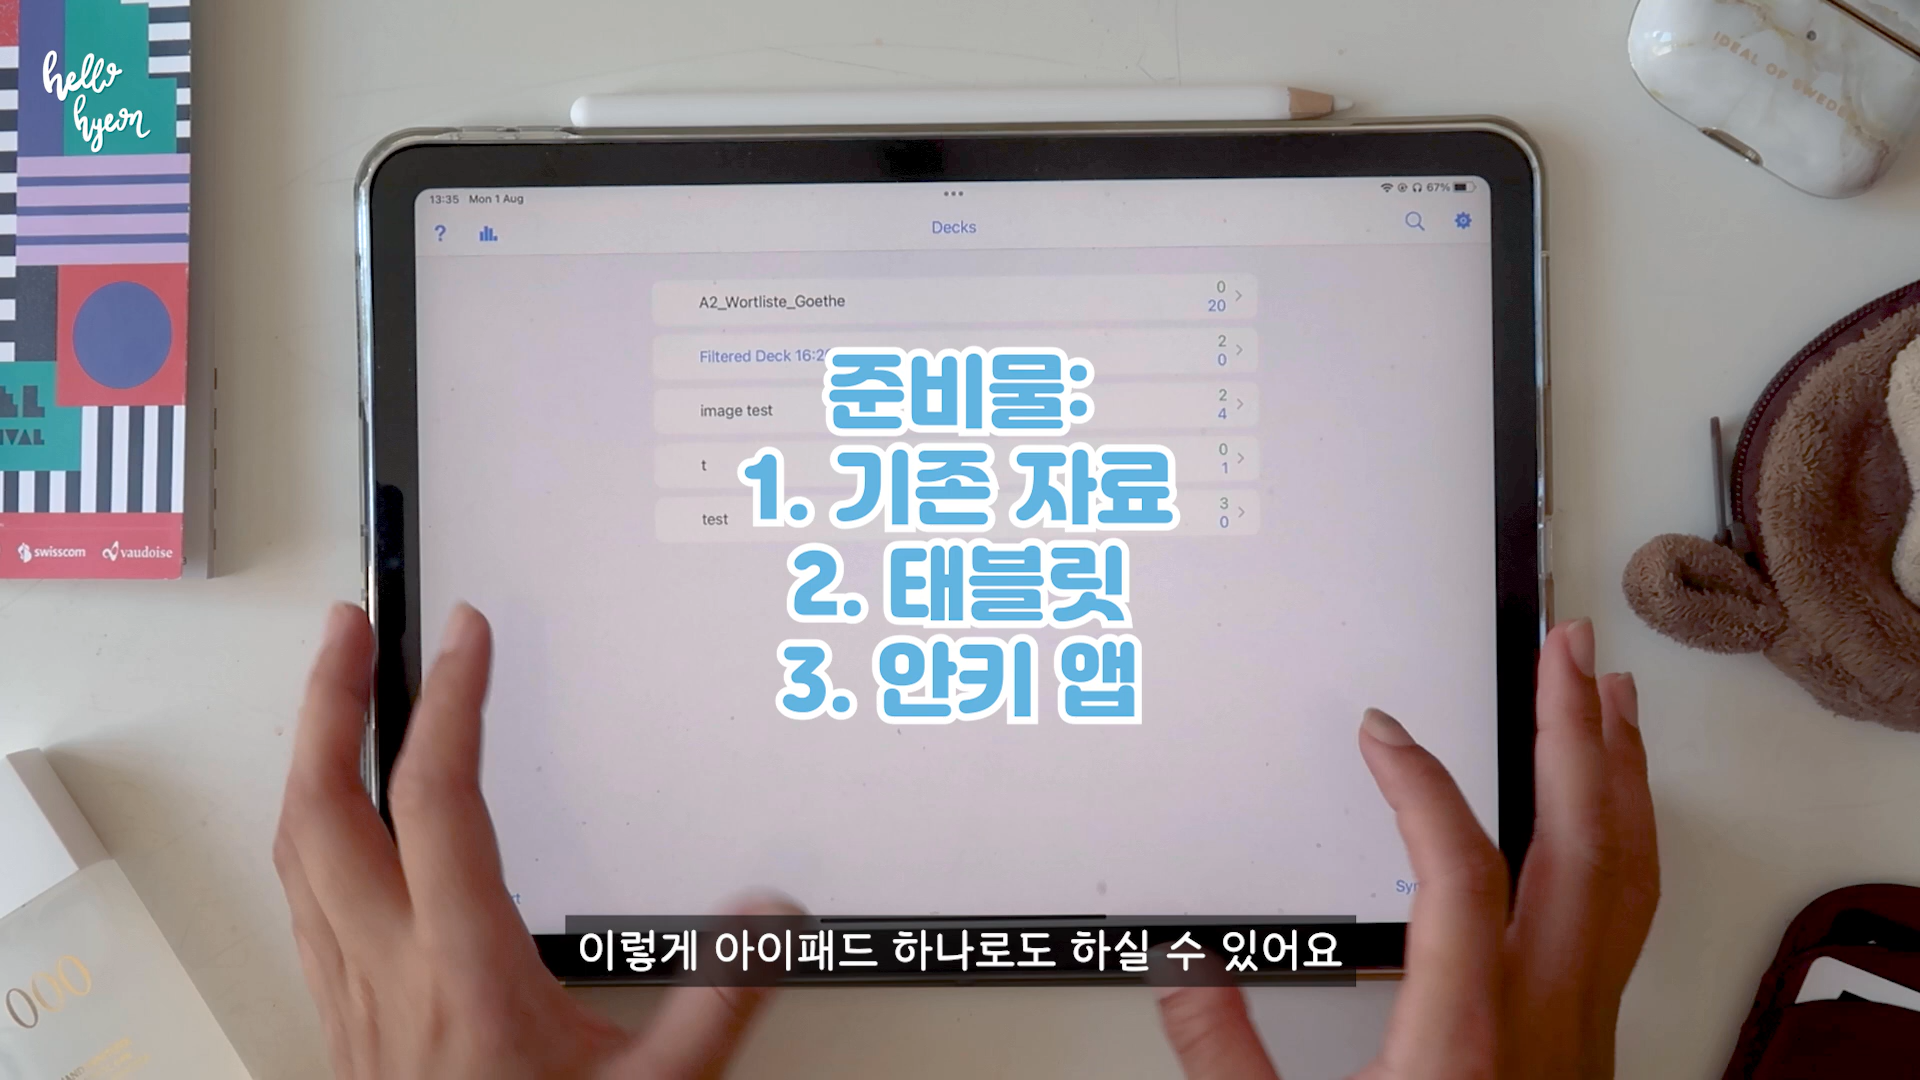 hello
hyeon
IDEAL OF SWEDEN
13:35 Mon 1 Aug
67%
Decks
A2_Wortliste_Goethe
0
20
Filtered Deck 16:2
2
0
image test
2
4
t
0
1
test
3
0
준비물:
1. 기존 자료
2. 태블릿
3. 안키 앱
swisscom vaudoise
이렇게 아이패드 하나로도 하실 수 있어요